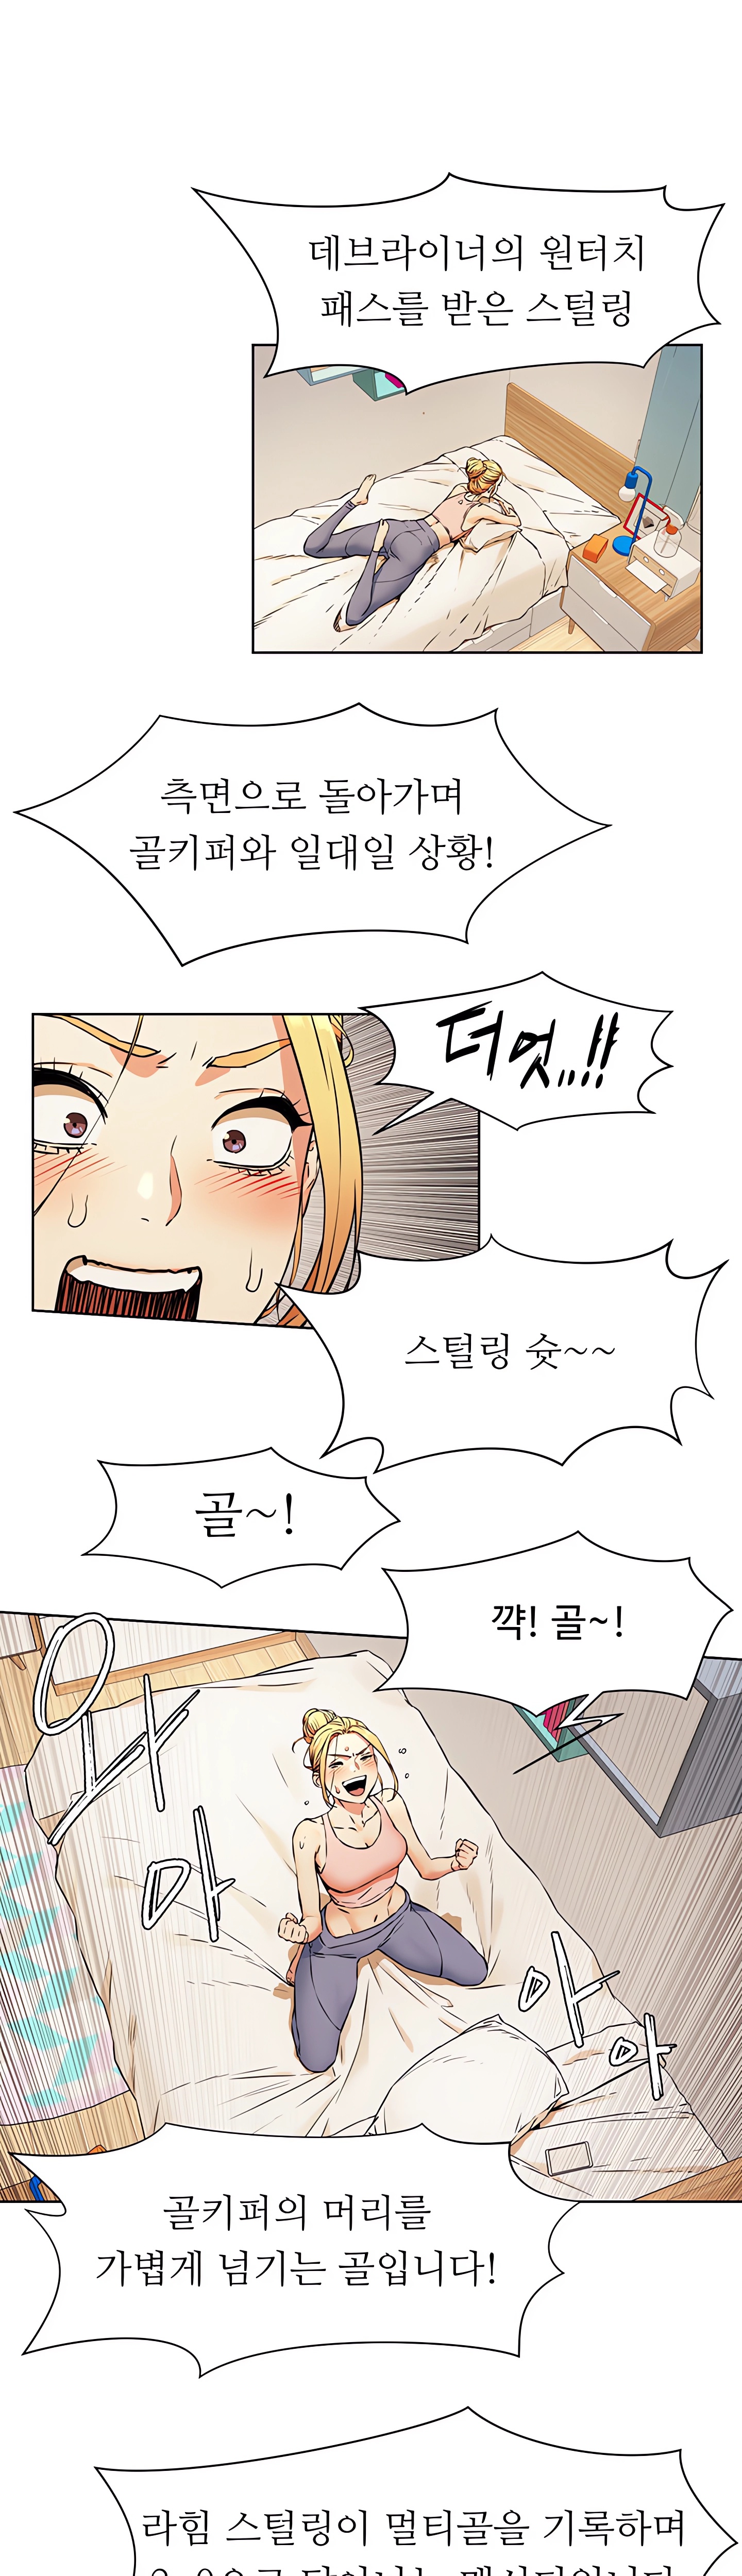 데브라이너의 원터치
패스를 받은 스털링
측면으로 돌아가며
골키퍼와 일대일 상황!
더엇..!!
스털링 슛~~
골~!
꺅! 골~!
와
아
아
아
골키퍼의 머리를
가볍게 넘기는 골입니다!
라힘 스털링이 멀티골을 기록하며